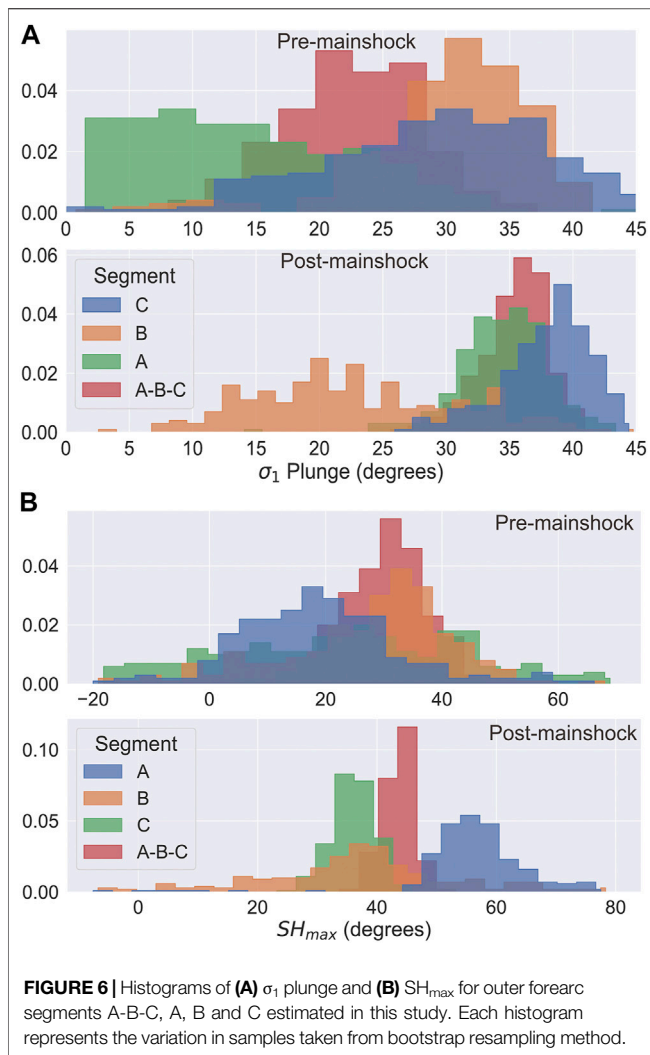 A
Pre-mainshock
0.04
0.02
0.00
0 5 10 15 20 25 30 35 40 45
Post-mainshock
0.06
0.04
0.02
0.00
Segment
C
B
A
A-B-C
0 5 10 15 20 25 30 35 40 45
σ1 Plunge (degrees)
B
Pre-mainshock
0.04
0.02
0.00
−20 0 20 40 60
Post-mainshock
0.10
0.05
0.00
Segment
A
B
C
A-B-C
0 20 40 60 80
SHmax (degrees)
FIGURE 6 | Histograms of (A) σ1 plunge and (B) SHmax for outer forearc
segments A-B-C, A, B and C estimated in this study. Each histogram
represents the variation in samples taken from bootstrap resampling method.